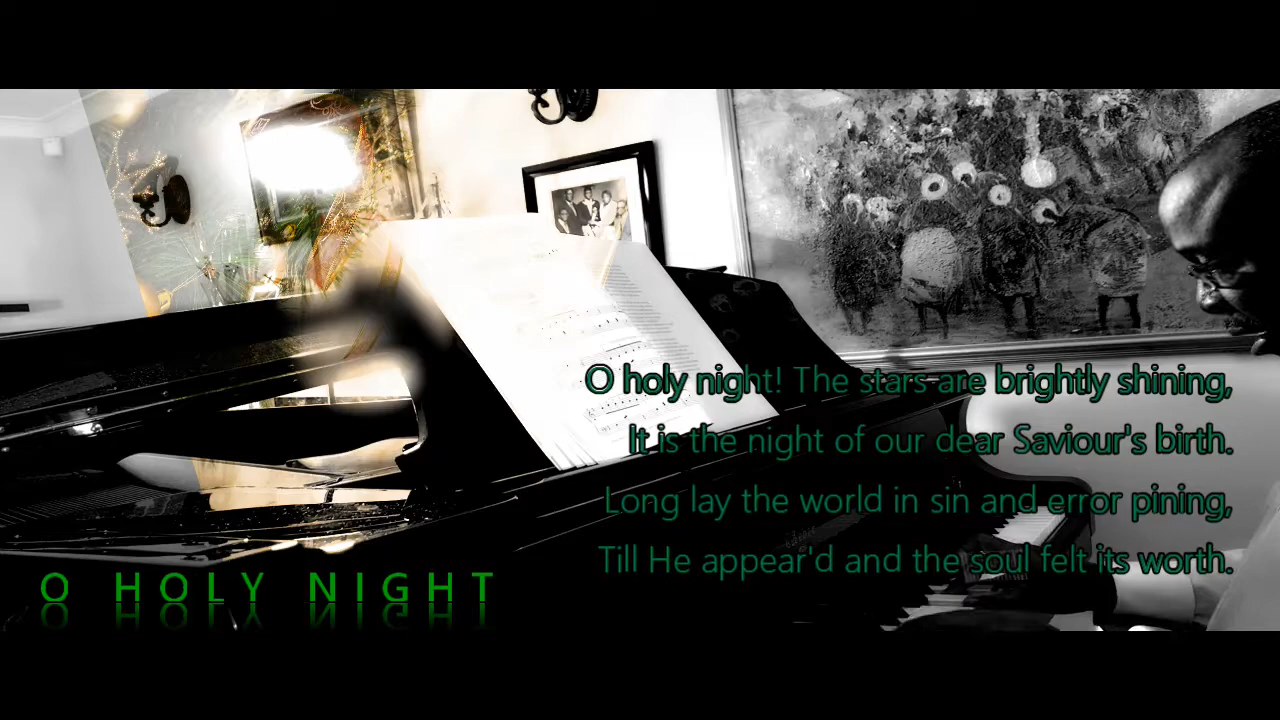 O holy night! The stars are brightly shining,
It is the night of our dear Saviour's birth.
Long lay the world in sin and error pining,
Till He appear'd and the soul felt its worth.
O HOLY NIGHT